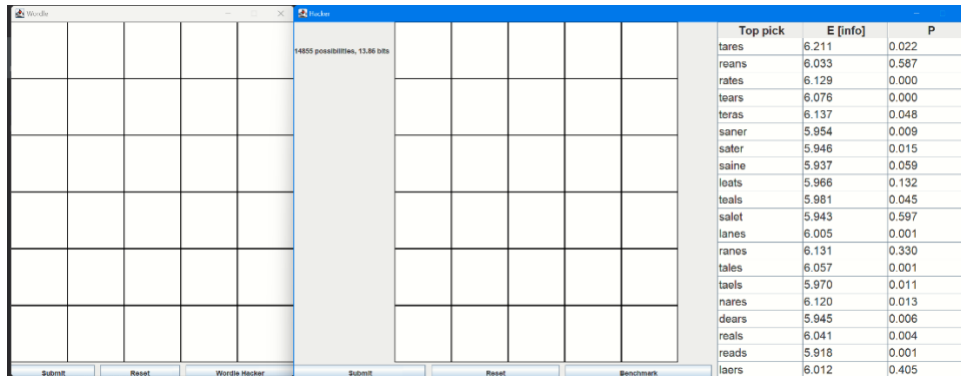 Wordle
Hacker
14855 possibilities, 13.86 bits
Top pick E [info] P
tares 6.211 0.022
reans 6.033 0.587
rates 6.129 0.000
tears 6.076 0.000
teras 6.137 0.048
saner 5.954 0.009
sater 5.946 0.015
saine 5.937 0.059
leats 5.966 0.132
teals 5.981 0.045
salet 5.943 0.597
lanes 6.005 0.001
ranes 6.131 0.330
tales 6.057 0.001
taels 5.970 0.011
nares 6.120 0.013
dears 5.945 0.006
reals 6.041 0.004
reads 5.918 0.001
laers 6.012 0.405
Submit Reset Wordle Hacker
Submit Reset Benchmark